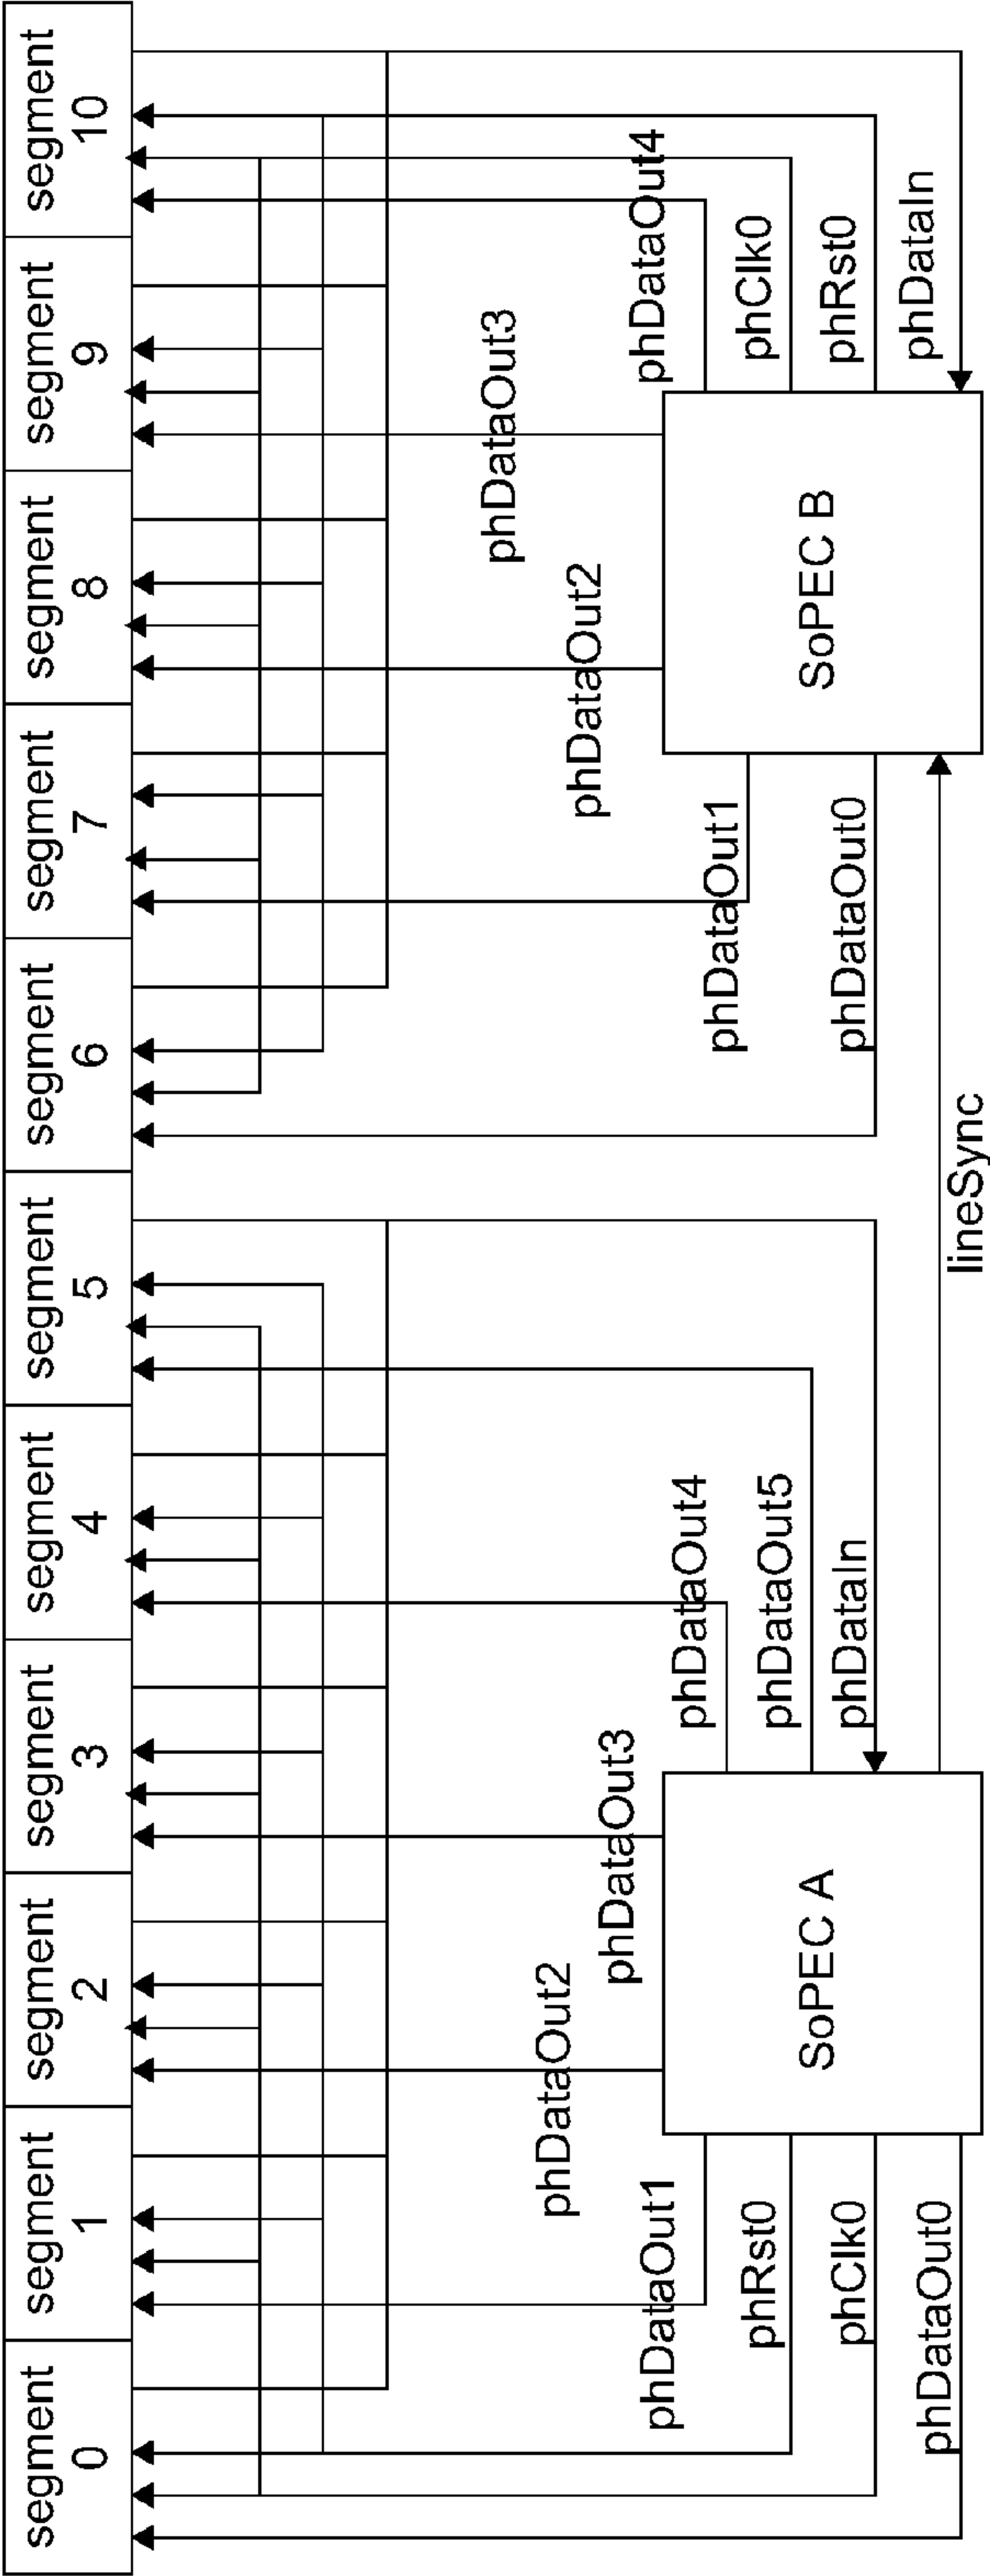 segment
0
segment
1
segment
2
segment
3
segment
4
segment
5
segment
6
segment
7
segment
8
segment
9
segment
10
phDataOut2
phDataOut3
phDataOut1
phDataOut4
phRst0
phDataOut5
phClk0
phDataIn
phDataOut0
SoPEC A
lineSync
phDataOut3
phDataOut2
phDataOut4
phDataOut1
phClk0
phDataOut0
phRst0
phDataIn
SoPEC B